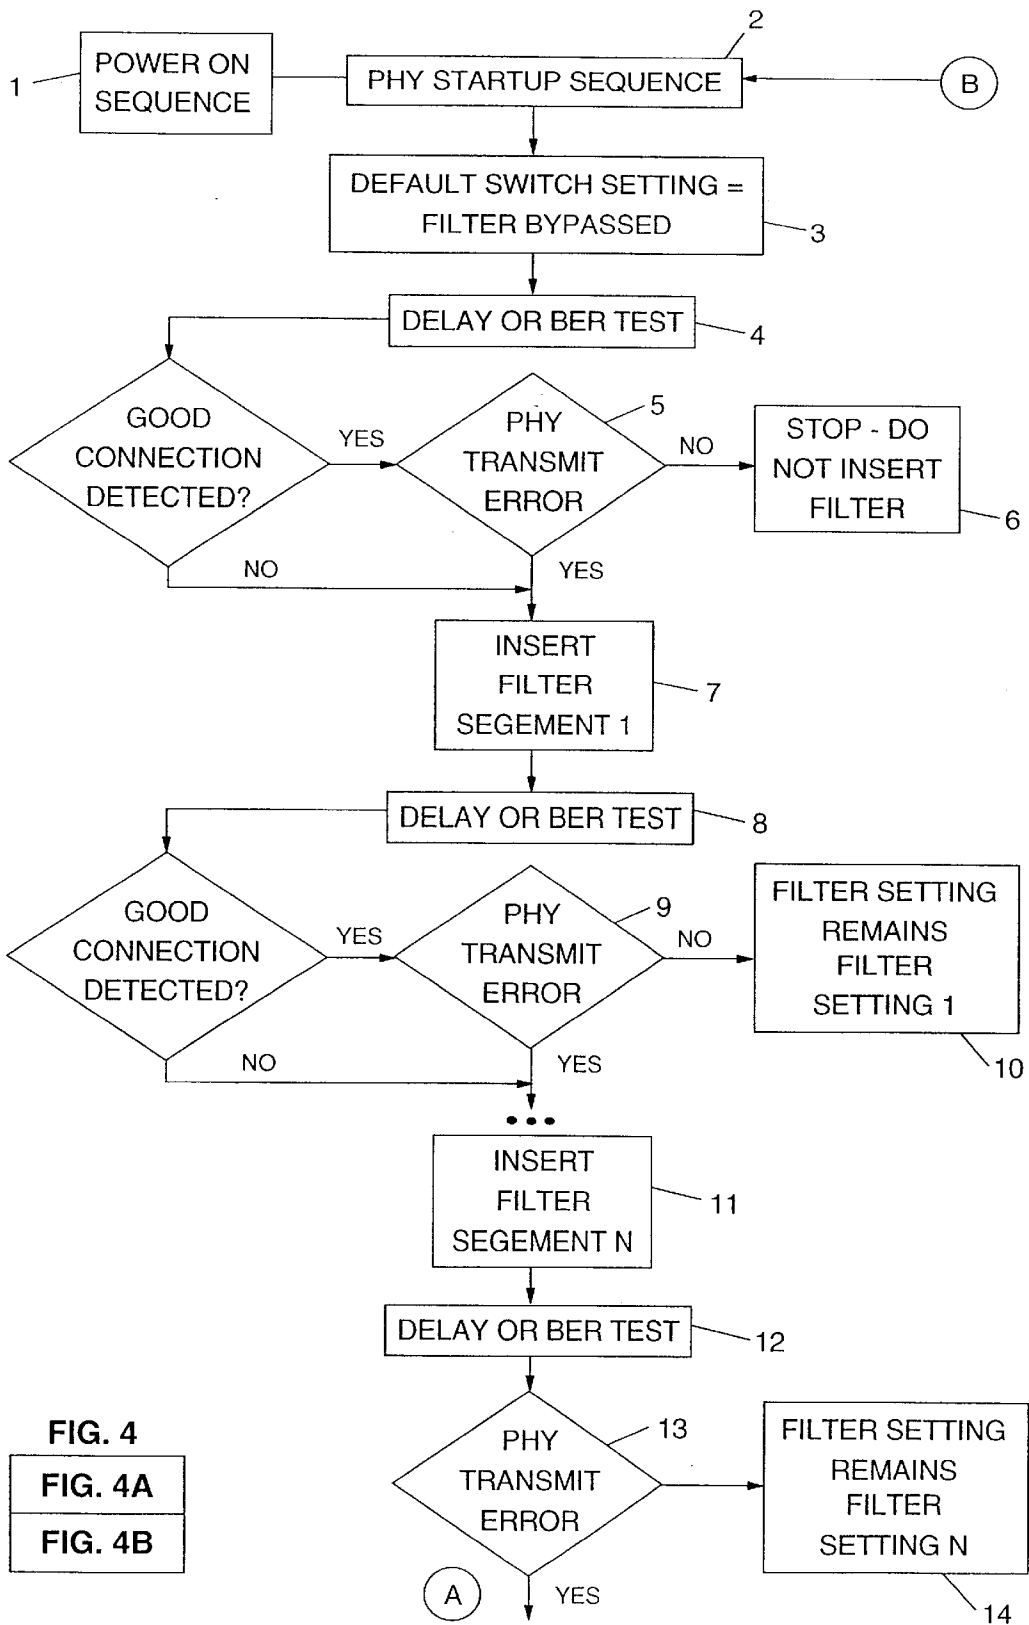 2
1
POWER ON
SEQUENCE
PHY STARTUP SEQUENCE
B
DEFAULT SWITCH SETTING =
FILTER BYPASSED
3
DELAY OR BER TEST
4
GOOD
CONNECTION
DETECTED?
YES
PHY
TRANSMIT
ERROR
5
NO
STOP - DO
NOT INSERT
FILTER
6
NO
YES
INSERT
FILTER
SEGEMENT 1
7
DELAY OR BER TEST
8
GOOD
CONNECTION
DETECTED?
YES
PHY
TRANSMIT
ERROR
9
NO
FILTER SETTING
REMAINS
FILTER
SETTING 1
10
NO
YES
•••
INSERT
FILTER
SEGEMENT N
11
DELAY OR BER TEST
12
PHY
TRANSMIT
ERROR
13
FILTER SETTING
REMAINS
FILTER
SETTING N
14
A
YES
FIG. 4
FIG. 4A
FIG. 4B